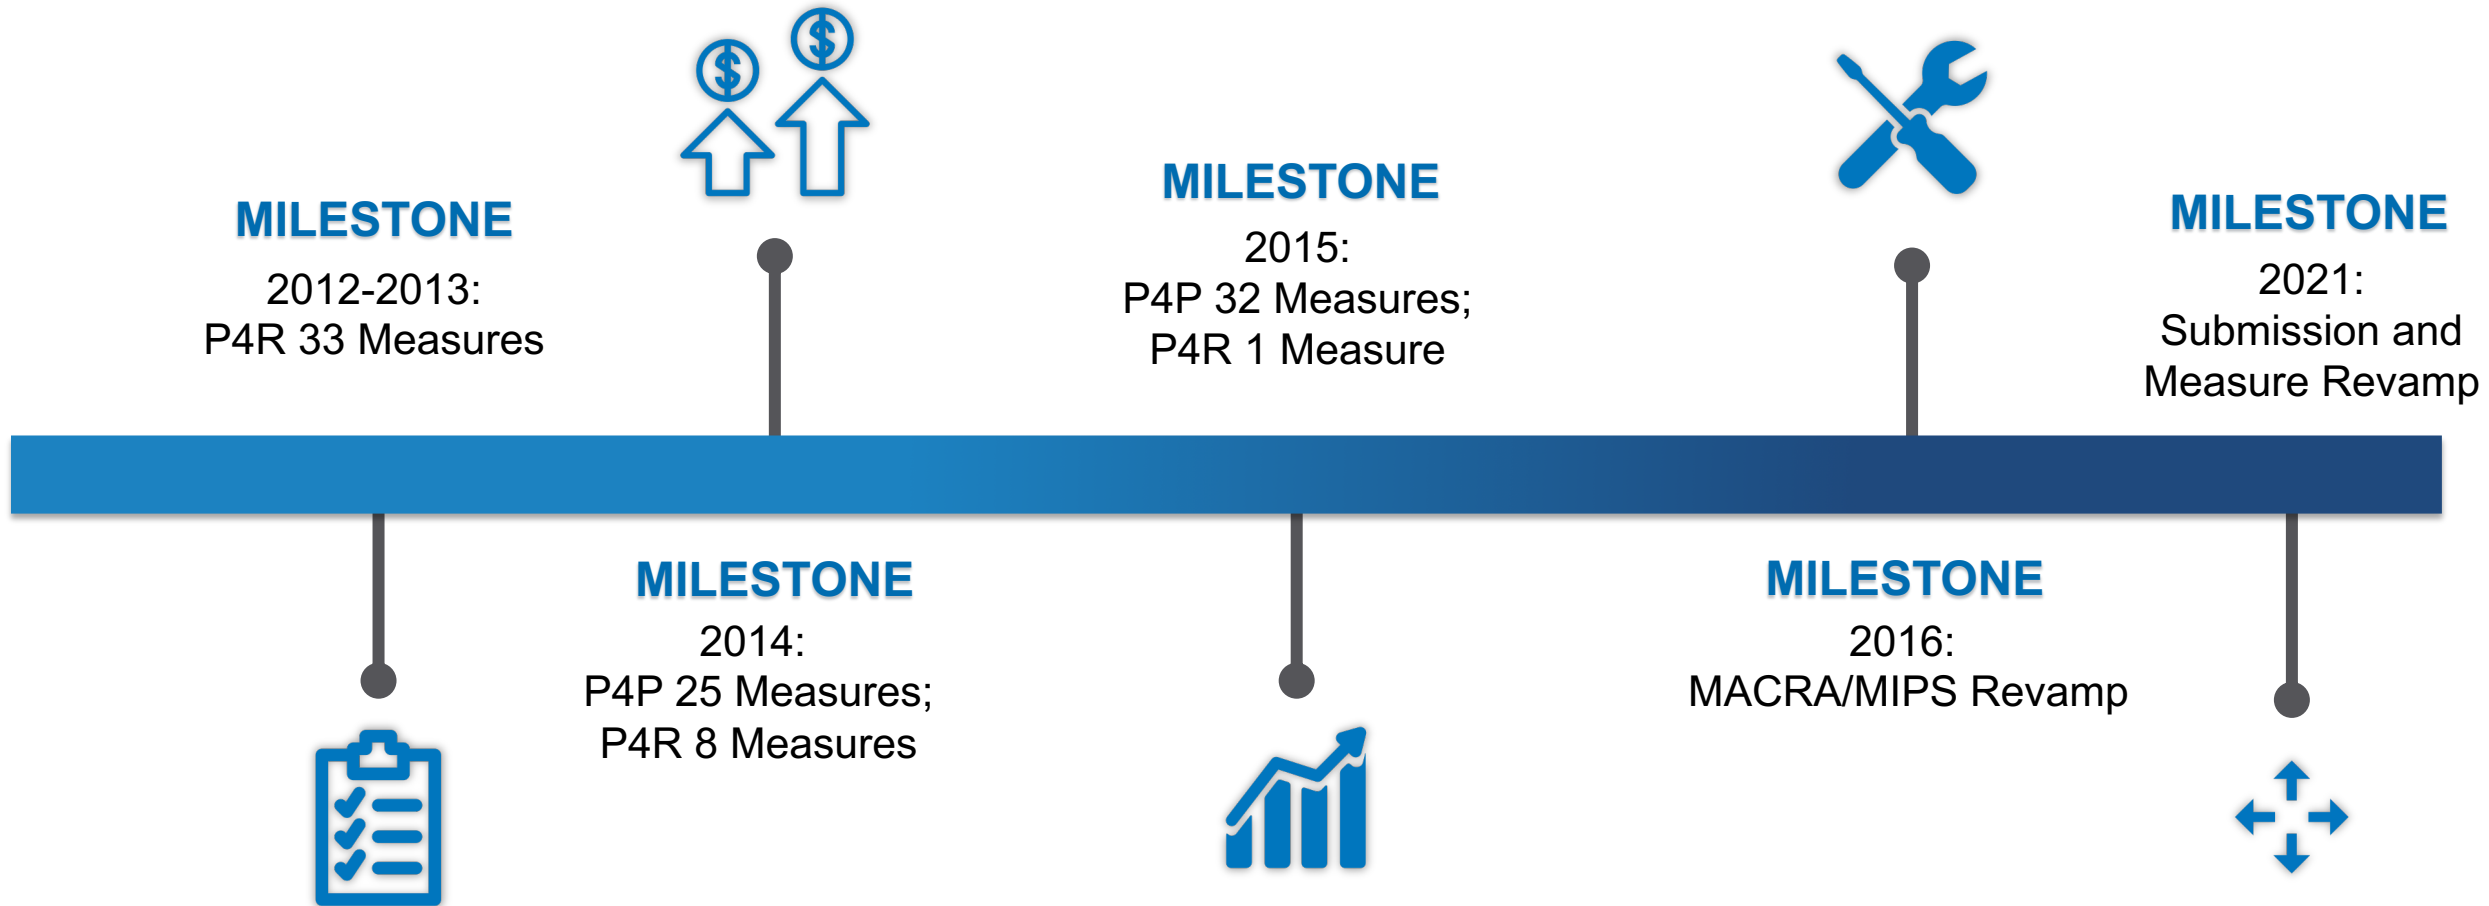 MILESTONE
2012-2013:
P4R 33 Measures
MILESTONE
2014:
P4P 25 Measures;
P4R 8 Measures
MILESTONE
2015:
P4P 32 Measures;
P4R 1 Measure
MILESTONE
2016:
MACRA/MIPS Revamp
MILESTONE
2021:
Submission and
Measure Revamp